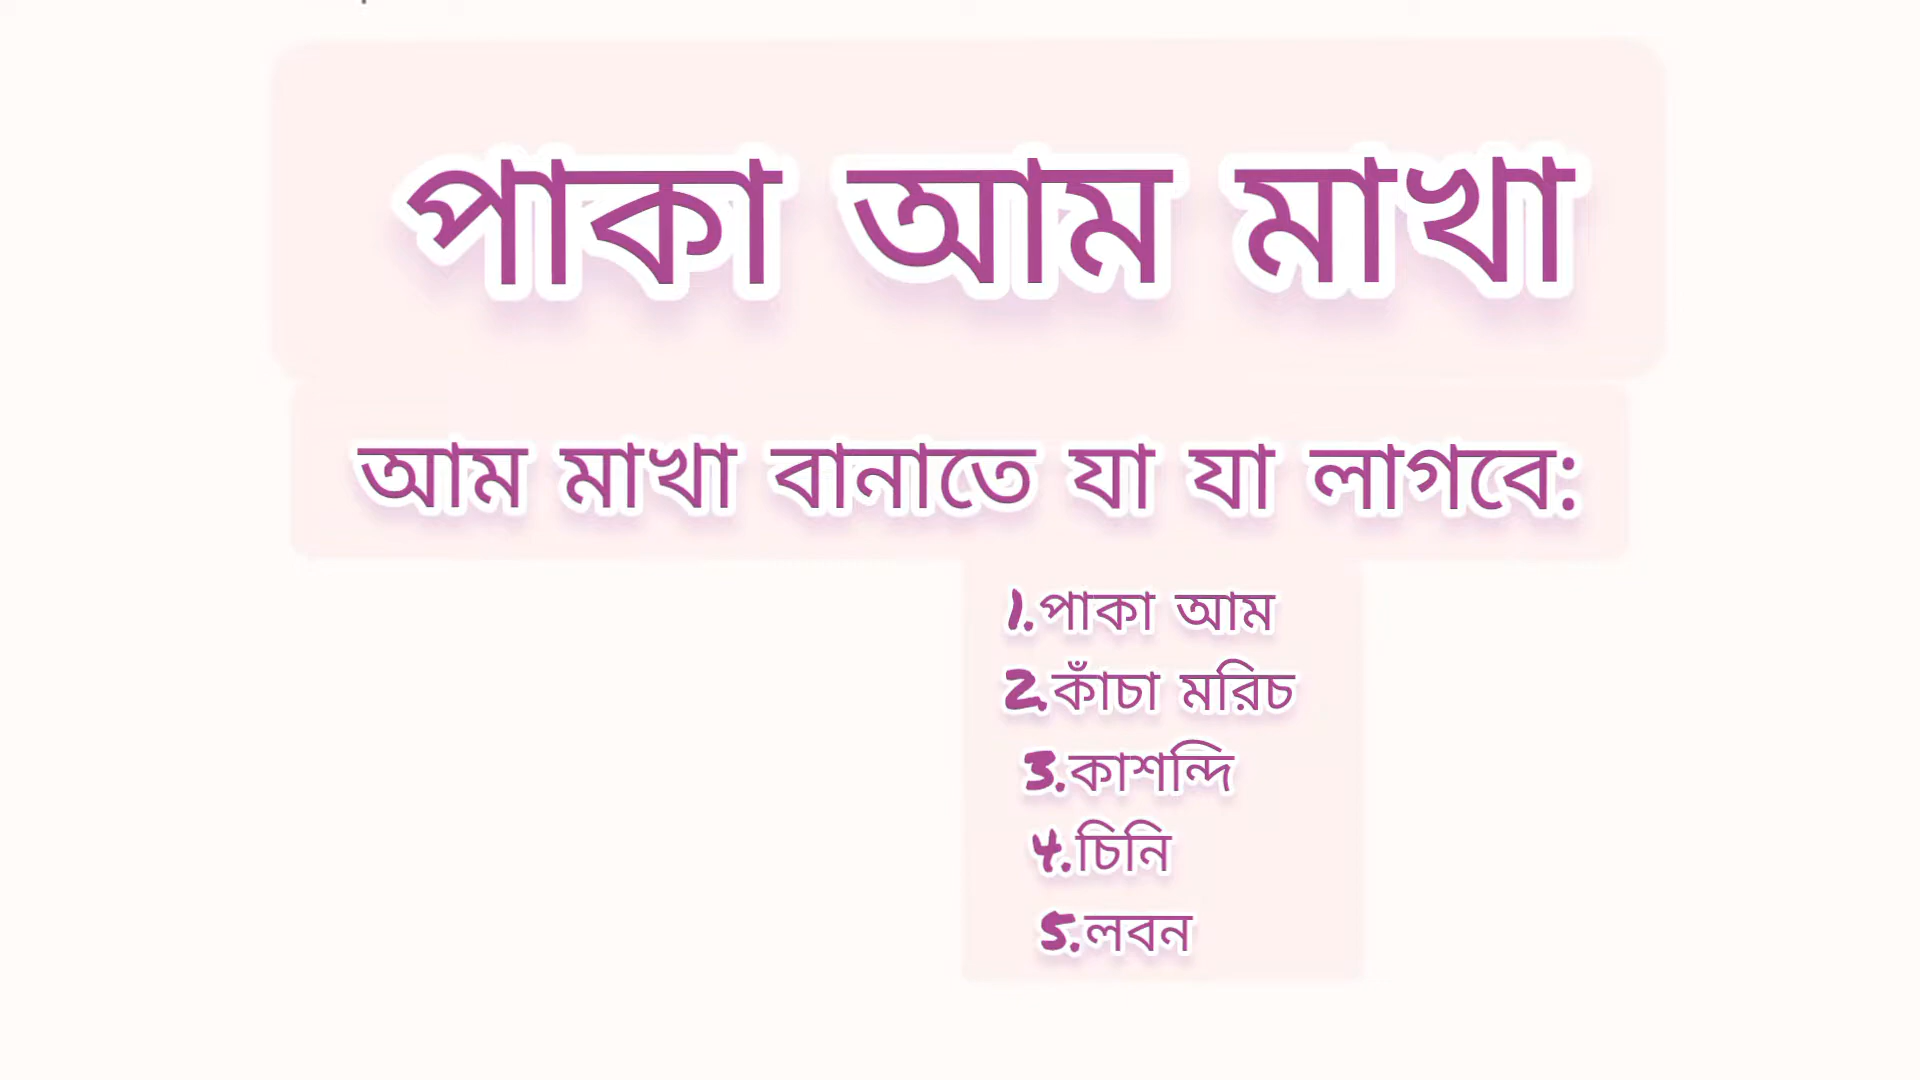 পাকা আম মাখা
আম মাখা বানাতে যা যা লাগবে:
1.পাকা আম
2.কাঁচা মরিচ
3.কাশন্দি
4.চিনি
5.লবন